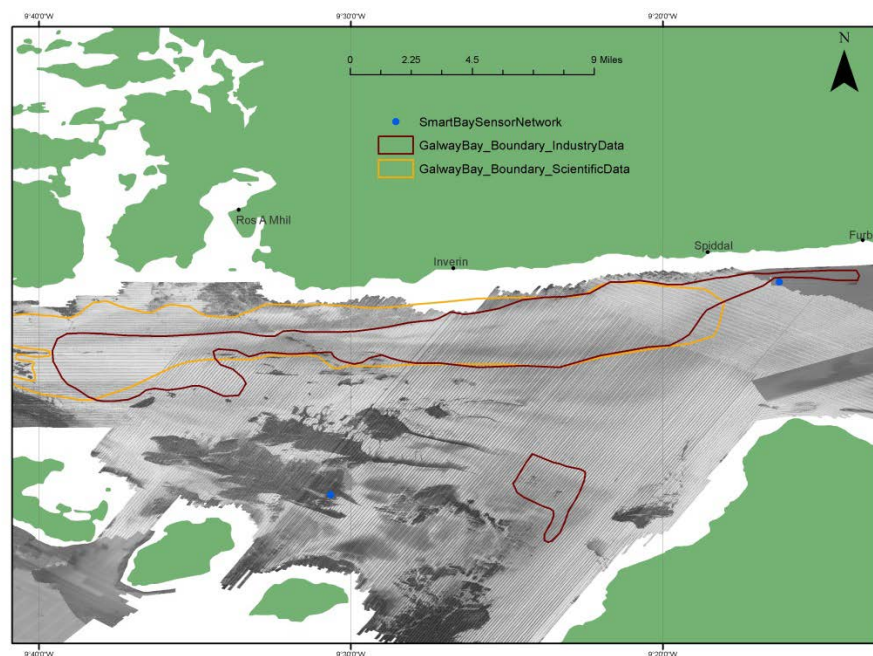 9°40'0"W
9°30'0"W
9°20'0"W
N
0 2.25 4.5 9 Miles
SmartBaySensorNetwork
GalwayBay_Boundary_IndustryData
GalwayBay_Boundary_ScientificData
Ros A Mhil
Inverin
Spiddal
Furb
9°40'0"W
9°30'0"W
9°20'0"W